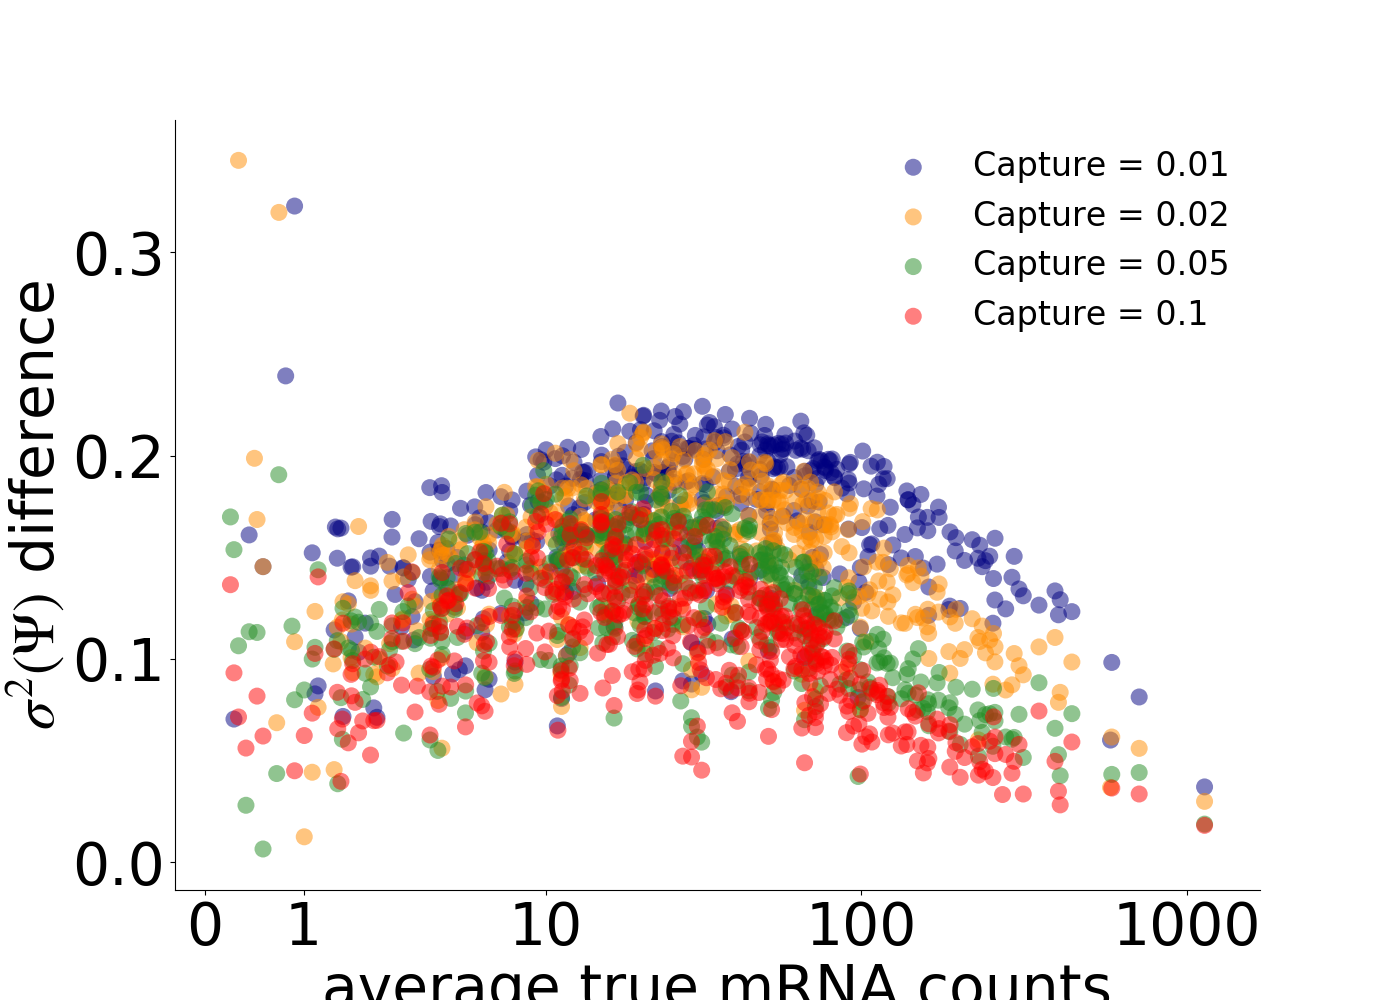 Capture = 0.01
Capture = 0.02
Capture = 0.05
Capture = 0.1
σ²(Ψ) difference
0.3
0.2
0.1
0.0
0 1 10 100 1000
average true mRNA counts